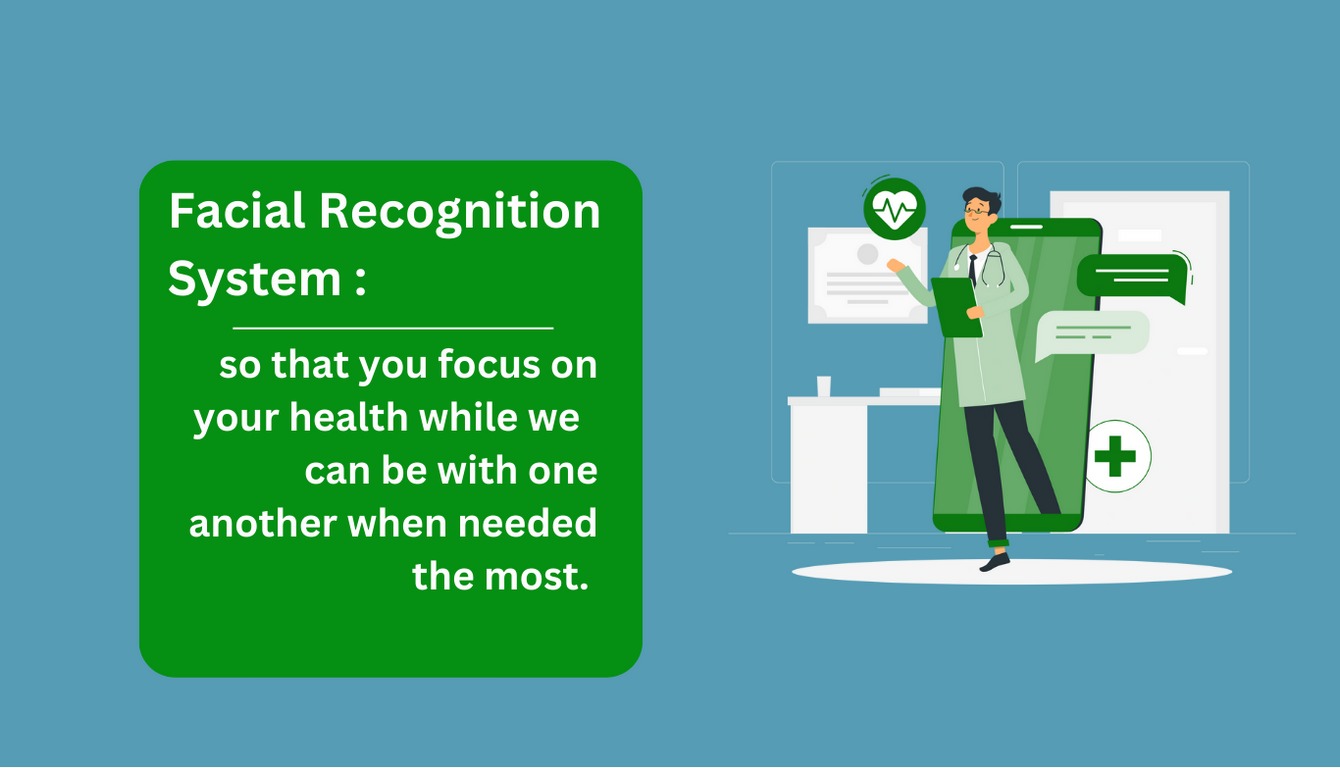 Facial Recognition
System :
so that you focus on
your health while we
can be with one
another when needed
the most.